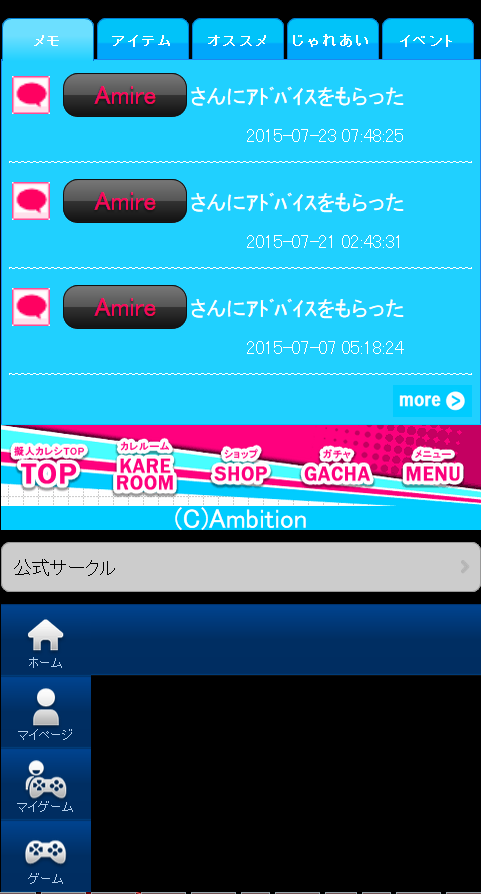 メモ アイテム オススメ じゃれあい イベント
Amire さんにｱﾄﾞﾊﾞｲｽをもらった
2015-07-23 07:48:25
Amire さんにｱﾄﾞﾊﾞｲｽをもらった
2015-07-21 02:43:31
Amire さんにｱﾄﾞﾊﾞｲｽをもらった
2015-07-07 05:18:24
more
擬人カレシTOP カレルーム ショップ ガチャ メニュー
TOP KARE ROOM SHOP GACHA MENU
(C)Ambition
公式サークル
ホーム
マイページ
マイゲーム
ゲーム